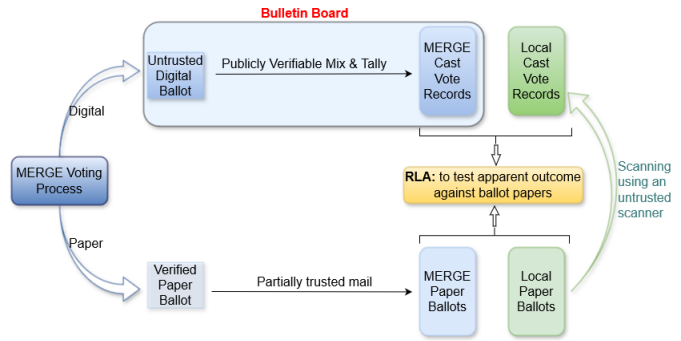 Bulletin Board
Untrusted
Digital
Ballot
Publicly Verifiable Mix & Tally
MERGE
Cast
Vote
Records
Local
Cast
Vote
Records
Digital
MERGE Voting
Process
RLA: to test apparent outcome
against ballot papers
Scanning
using an
untrusted
scanner
Paper
Verified
Paper
Ballot
Partially trusted mail
MERGE
Paper
Ballots
Local
Paper
Ballots